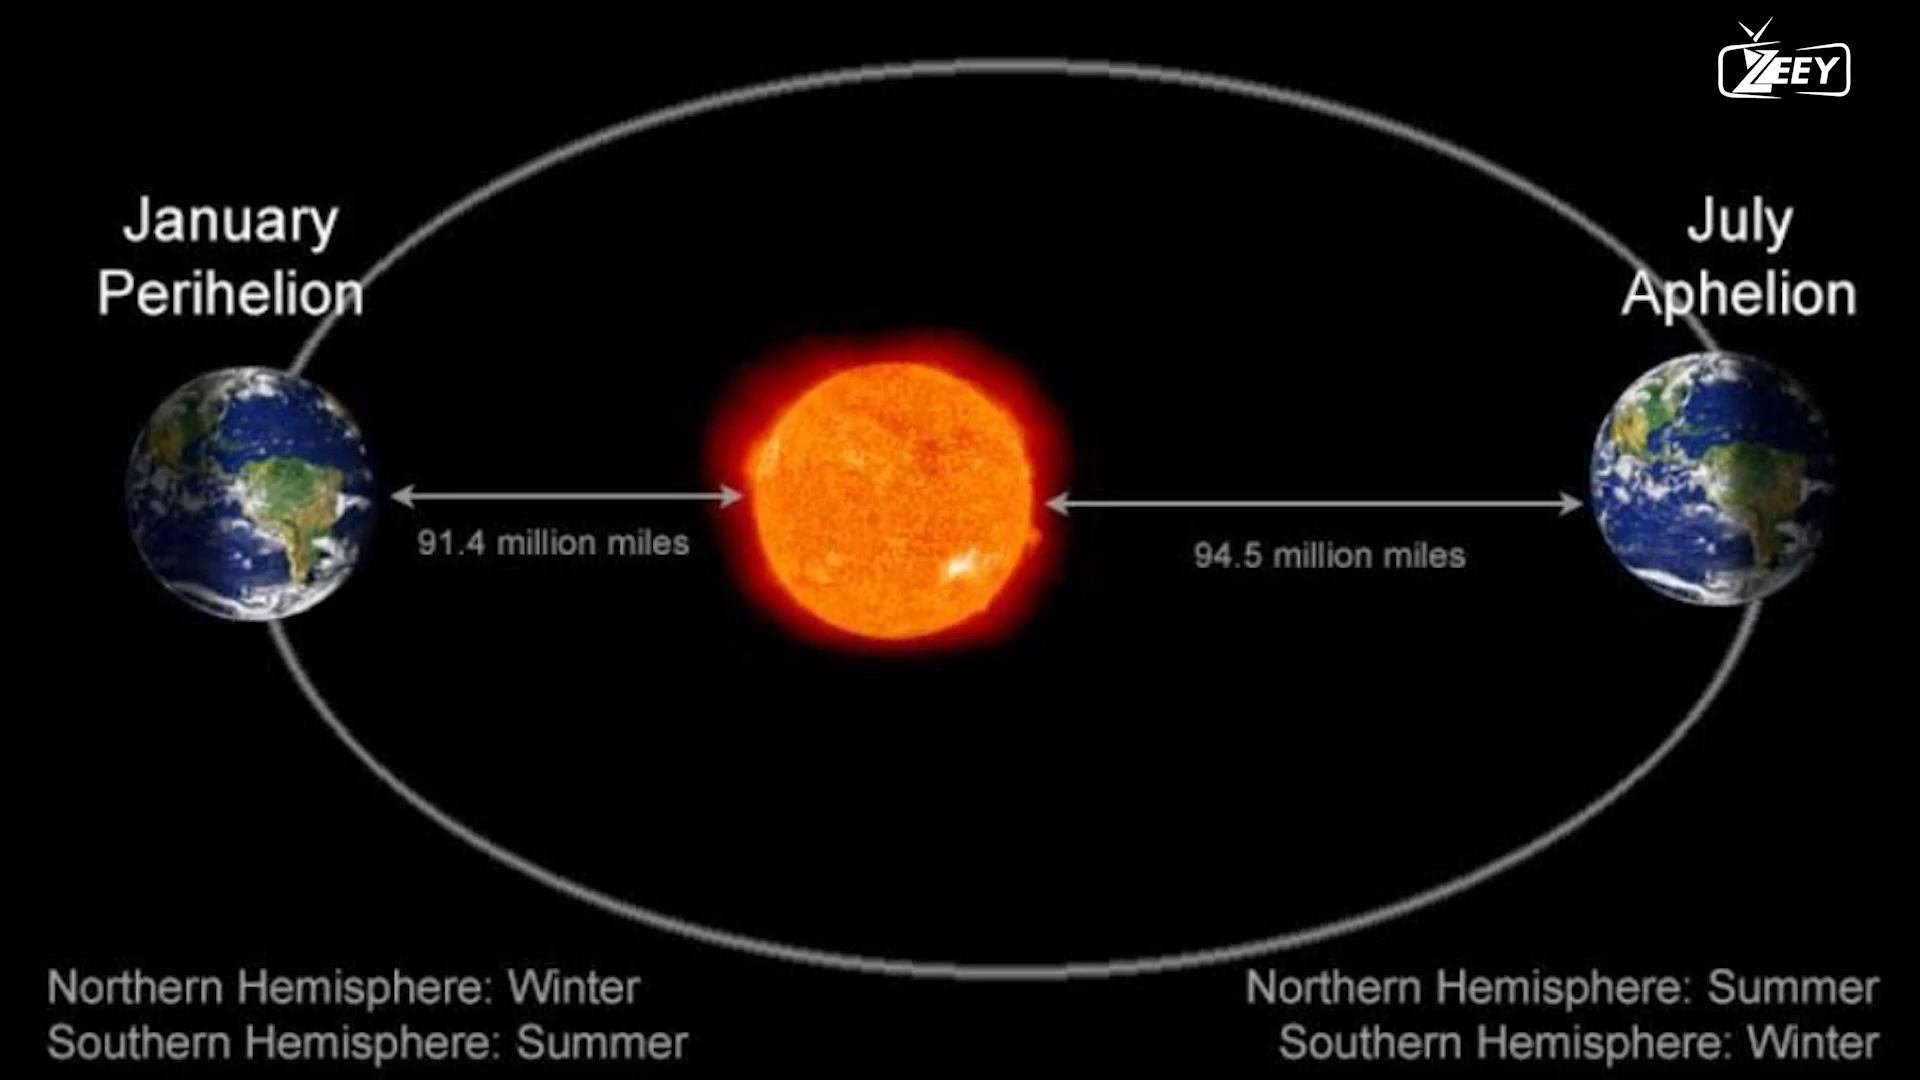 ZEEY
January
Perihelion
July
Aphelion
91.4 million miles
94.5 million miles
Northern Hemisphere: Winter
Southern Hemisphere: Summer
Northern Hemisphere: Summer
Southern Hemisphere: Winter